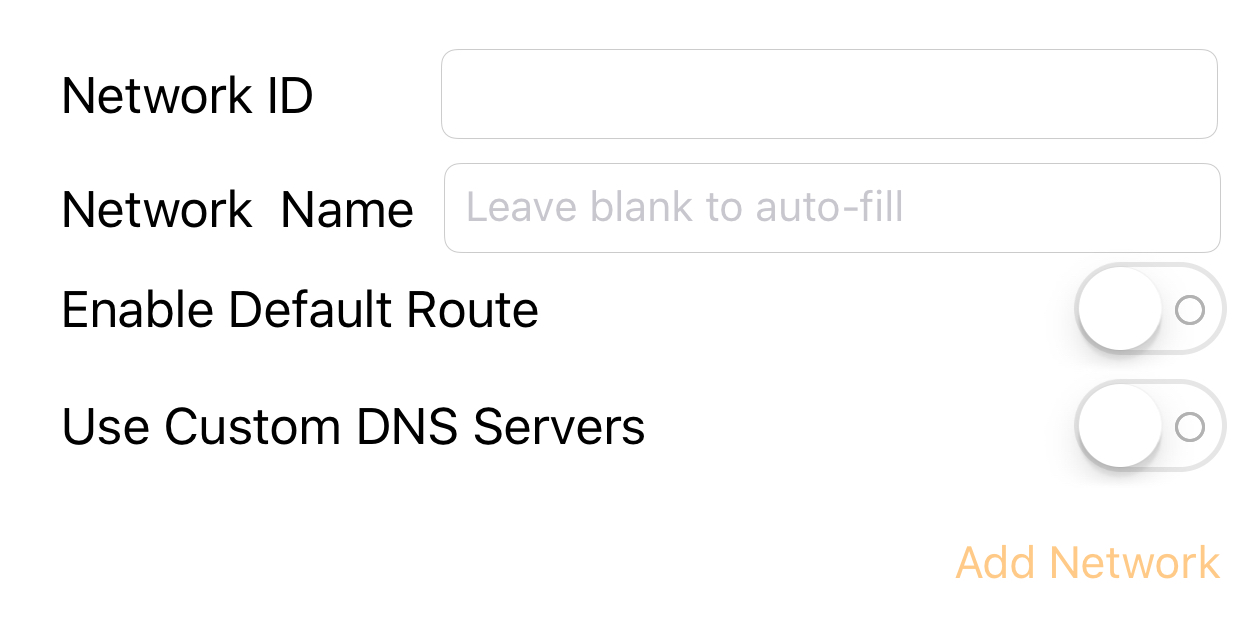 Network ID
Network  Name Leave blank to auto-fill
Enable Default Route
Use Custom DNS Servers
Add Network